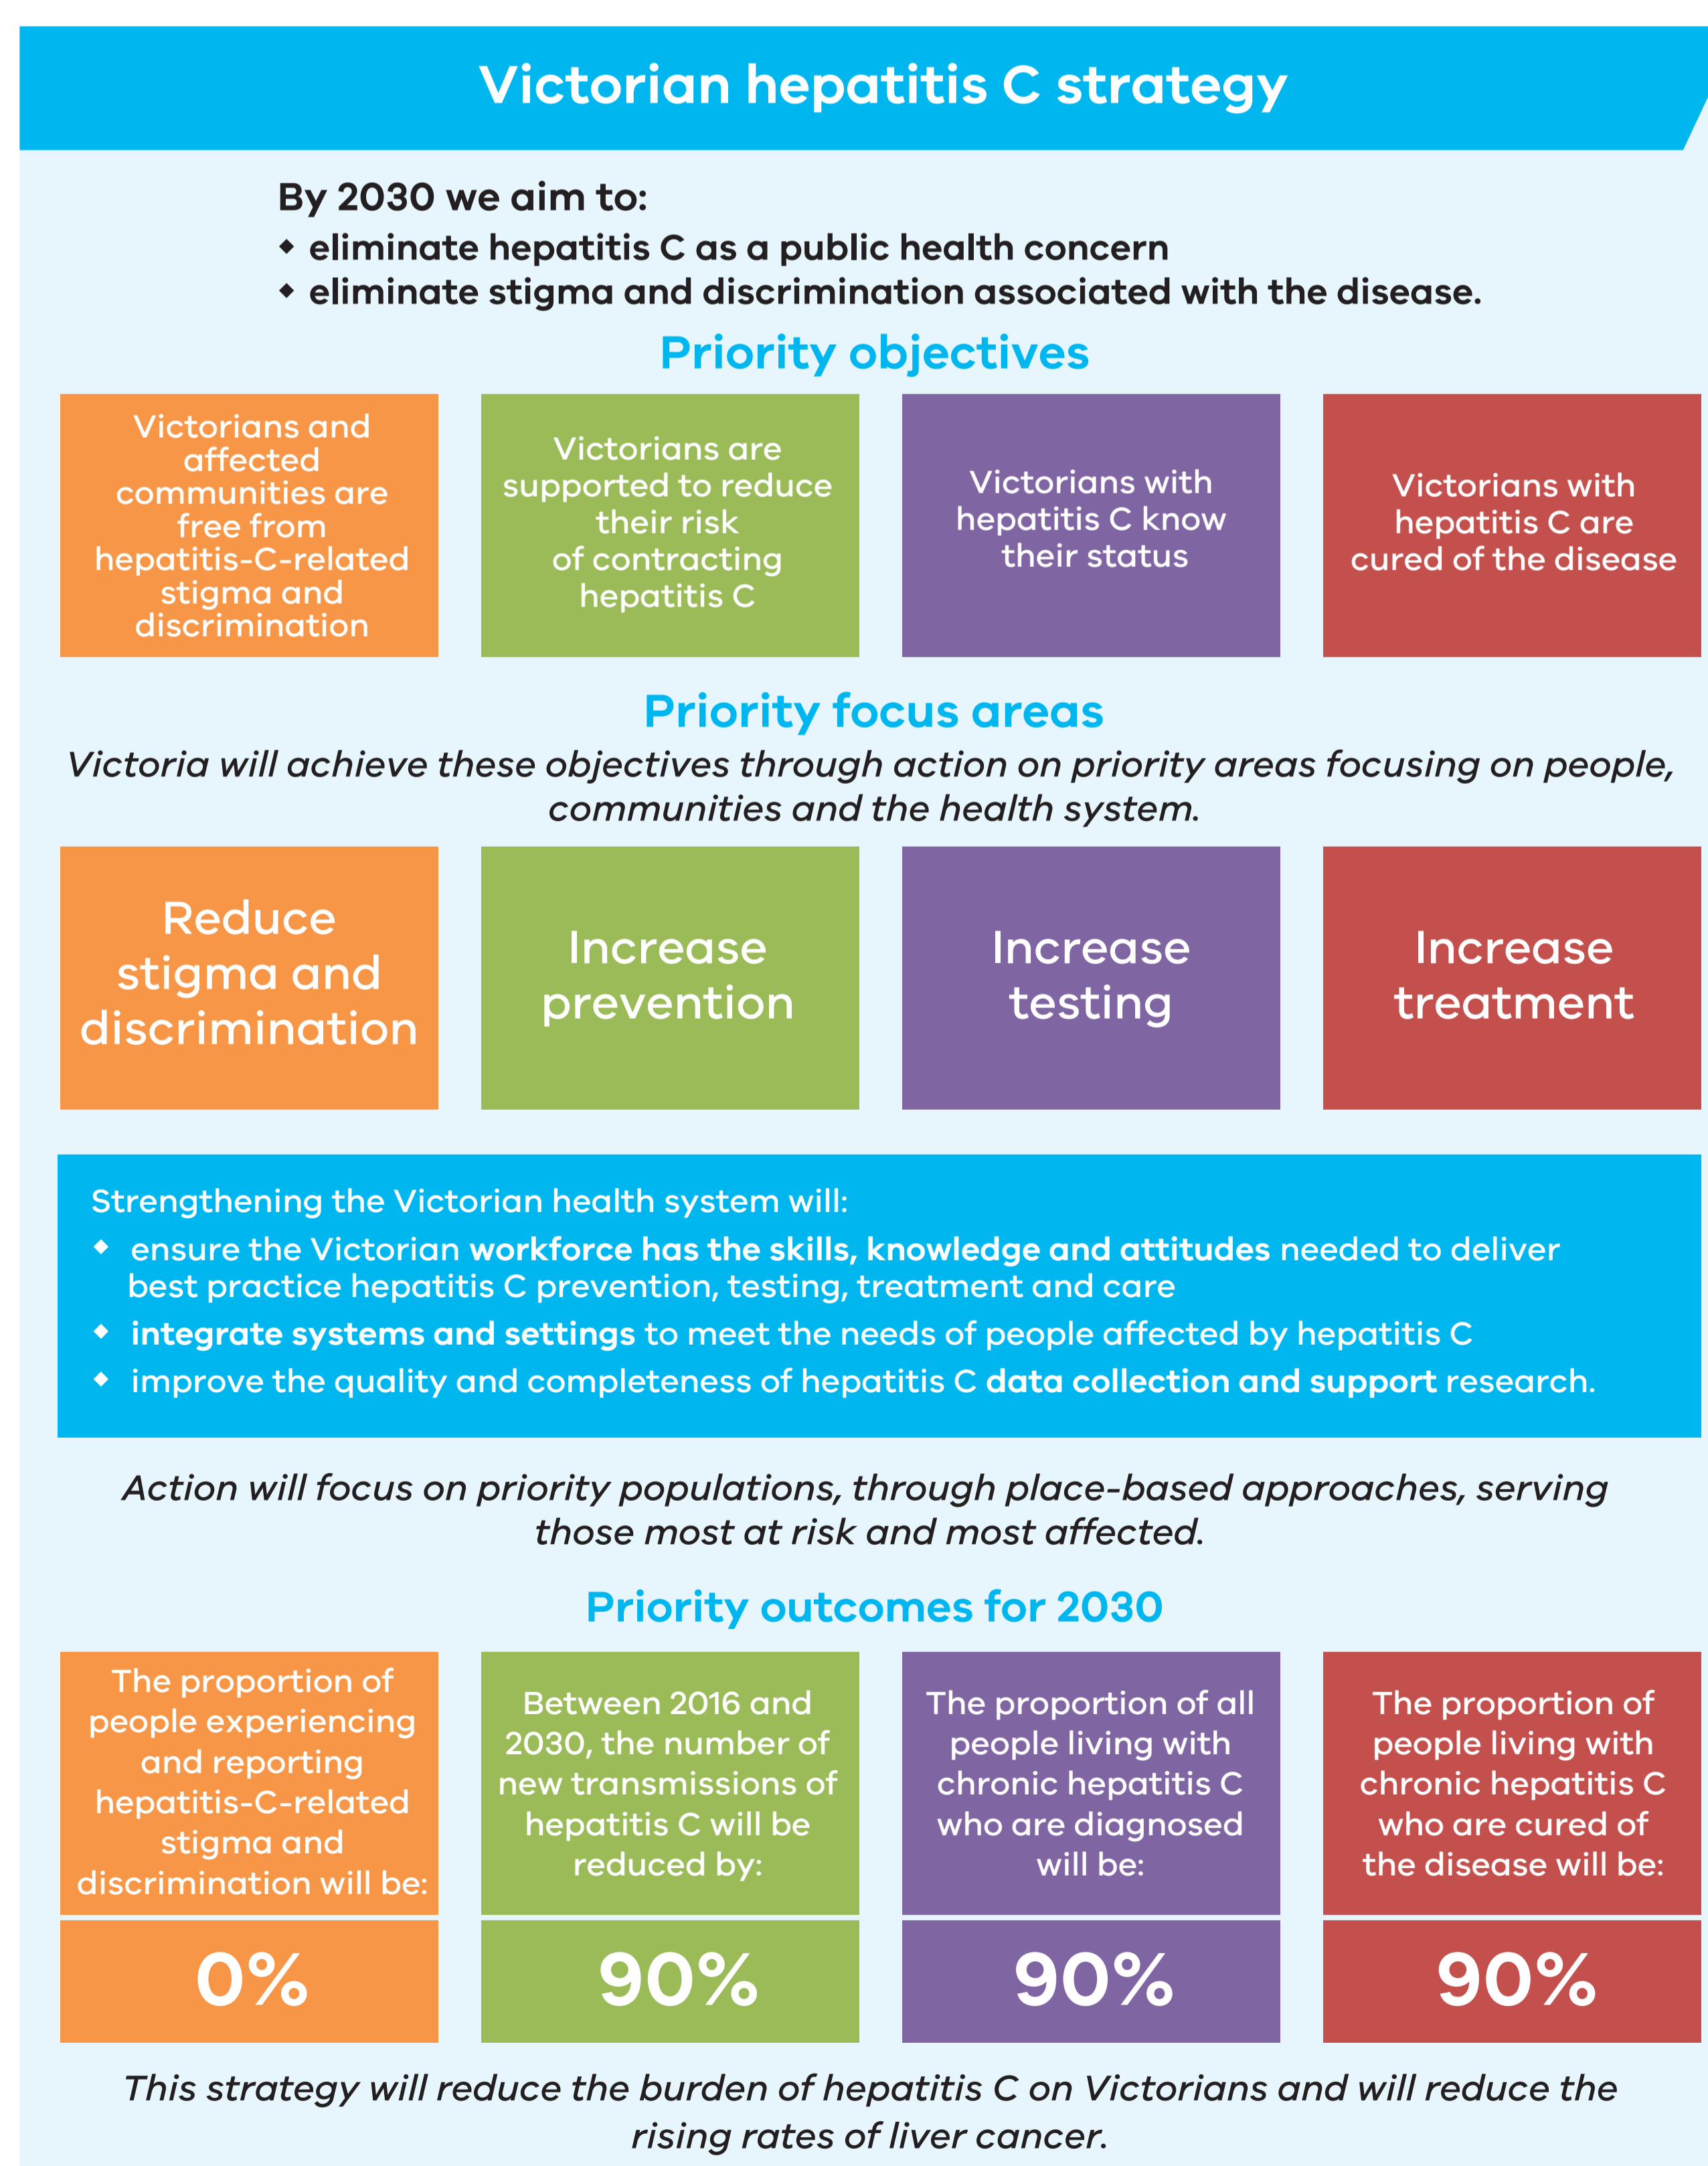 Victorian hepatitis C strategy
By 2030 we aim to:
◆ eliminate hepatitis C as a public health concern
◆ eliminate stigma and discrimination associated with the disease.
Priority objectives
Victorians and
affected
communities are
free from
hepatitis-C-related
stigma and
discrimination
Victorians are
supported to reduce
their risk
of contracting
hepatitis C
Victorians with
hepatitis C know
their status
Victorians with
hepatitis C are
cured of the disease
Priority focus areas
Victoria will achieve these objectives through action on priority areas focusing on people,
communities and the health system.
Reduce
stigma and
discrimination
Increase
prevention
Increase
testing
Increase
treatment
Strengthening the Victorian health system will:
◆ ensure the Victorian workforce has the skills, knowledge and attitudes needed to deliver
best practice hepatitis C prevention, testing, treatment and care
◆ integrate systems and settings to meet the needs of people affected by hepatitis C
◆ improve the quality and completeness of hepatitis C data collection and support research.
Action will focus on priority populations, through place-based approaches, serving
those most at risk and most affected.
Priority outcomes for 2030
The proportion of
people experiencing
and reporting
hepatitis-C-related
stigma and
discrimination will be:
0%
Between 2016 and
2030, the number of
new transmissions of
hepatitis C will be
reduced by:
90%
The proportion of all
people living with
chronic hepatitis C
who are diagnosed
will be:
90%
The proportion of
people living with
chronic hepatitis C
who are cured of
the disease will be:
90%
This strategy will reduce the burden of hepatitis C on Victorians and will reduce the
rising rates of liver cancer.